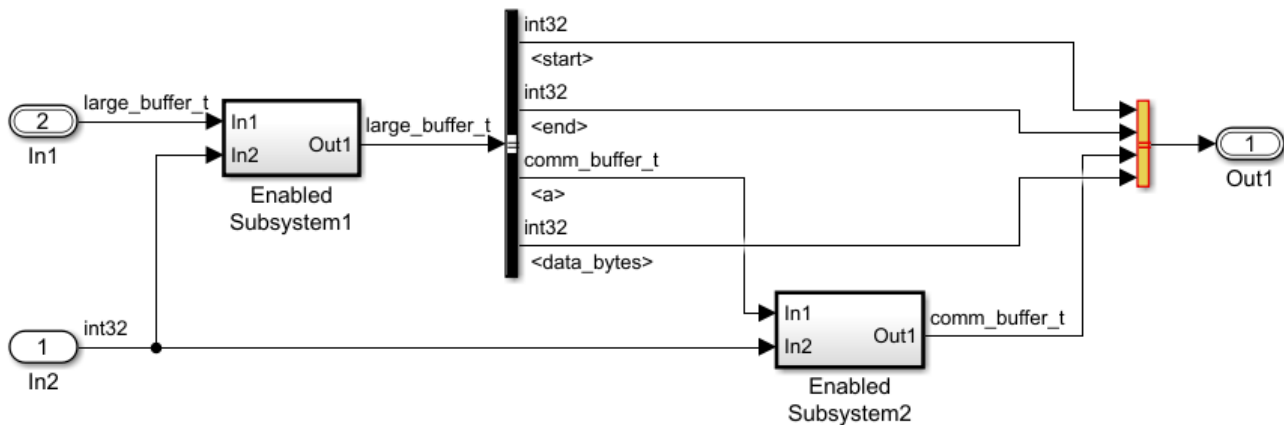 int32
<start>
large_buffer_t
int32
2
In1
In1
In2
Out1
large_buffer_t
<end>
comm_buffer_t
1
Out1
Enabled
Subsystem1
<a>
int32
<data_bytes>
int32
1
In2
In1
In2
Out1
comm_buffer_t
Enabled
Subsystem2